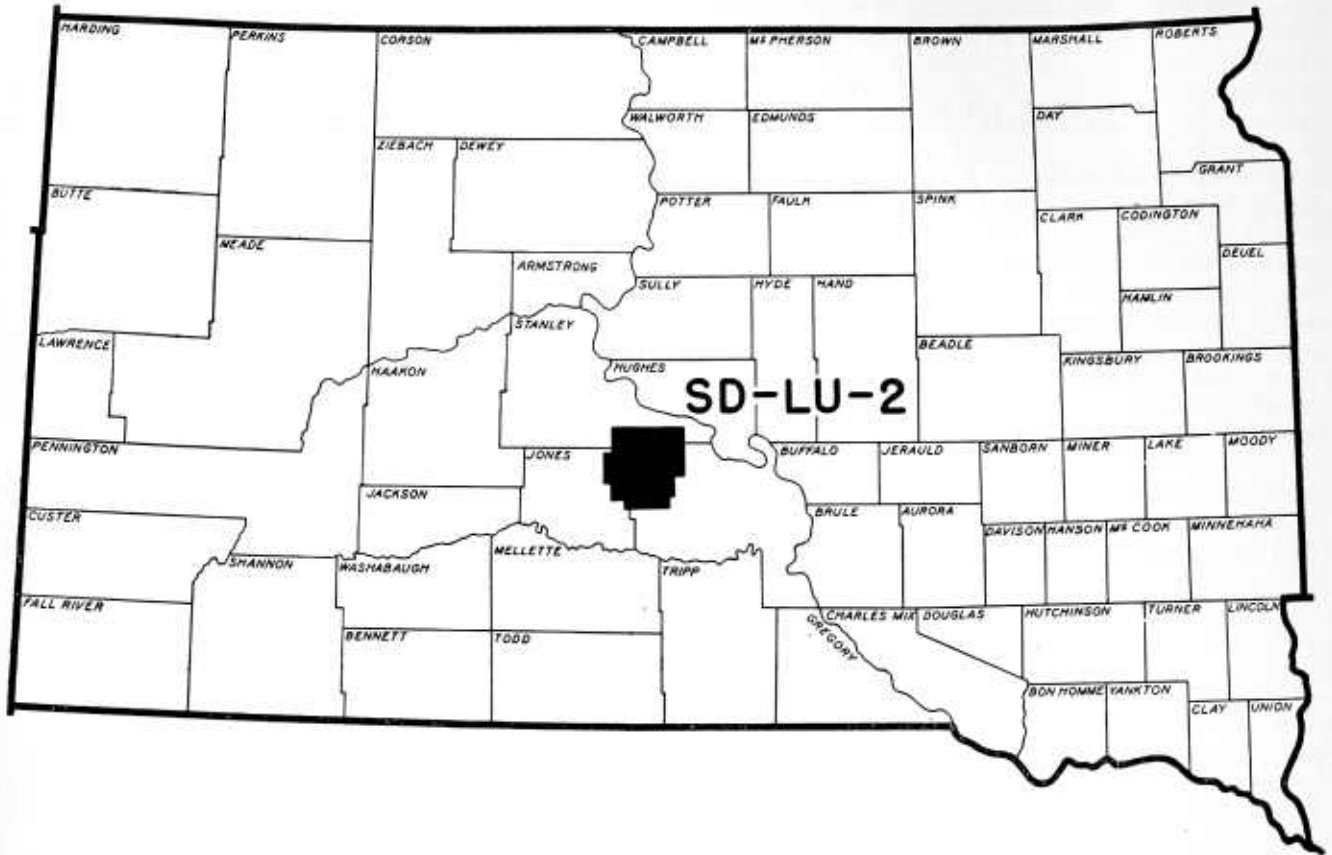 HARDING
PERKINS
CORSON
CAMPBELL
McPHERSON
BROWN
MARSHALL
ROBERTS
WALWORTH
EDMUNDS
DAY
ZIEBACH
DEWEY
GRANT
BUTTE
POTTER
FAULK
SPINK
CLARK
CODINGTON
MEADE
DEUEL
ARMSTRONG
SULLY
HYDE
HAND
HAMLIN
STANLEY
LAWRENCE
BEADLE
KINGSBURY
BROOKINGS
HAAKON
HUGHES
SD-LU-2
PENNINGTON
JONES
BUFFALO
JERAULD
SANBORN
MINER
LAKE
MOODY
JACKSON
CUSTER
BRULE
AURORA
DAVISON
HANSON
McCOOK
MINNEHAHA
SHANNON
WASHABAUGH
MELLETTE
TRIPP
FALL RIVER
GREGORY
CHARLES MIX
DOUGLAS
HUTCHINSON
TURNER
LINCOLN
BENNETT
TODD
BON HOMME
YANKTON
CLAY
UNION